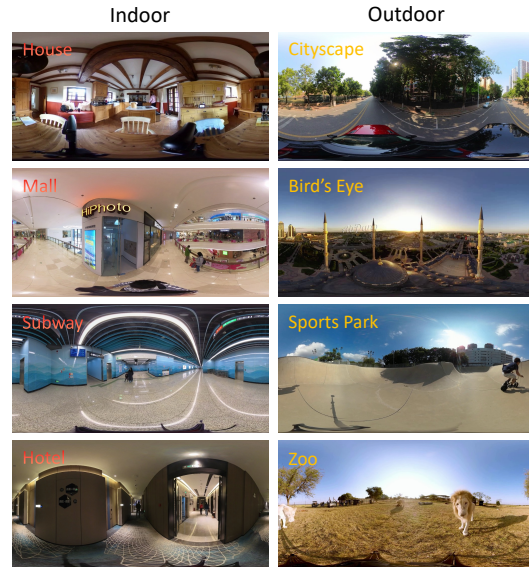 Indoor
Outdoor
House
Cityscape
Mall
HiPhoto
Bird's Eye
Subway
Sports Park
Hotel
Zoo